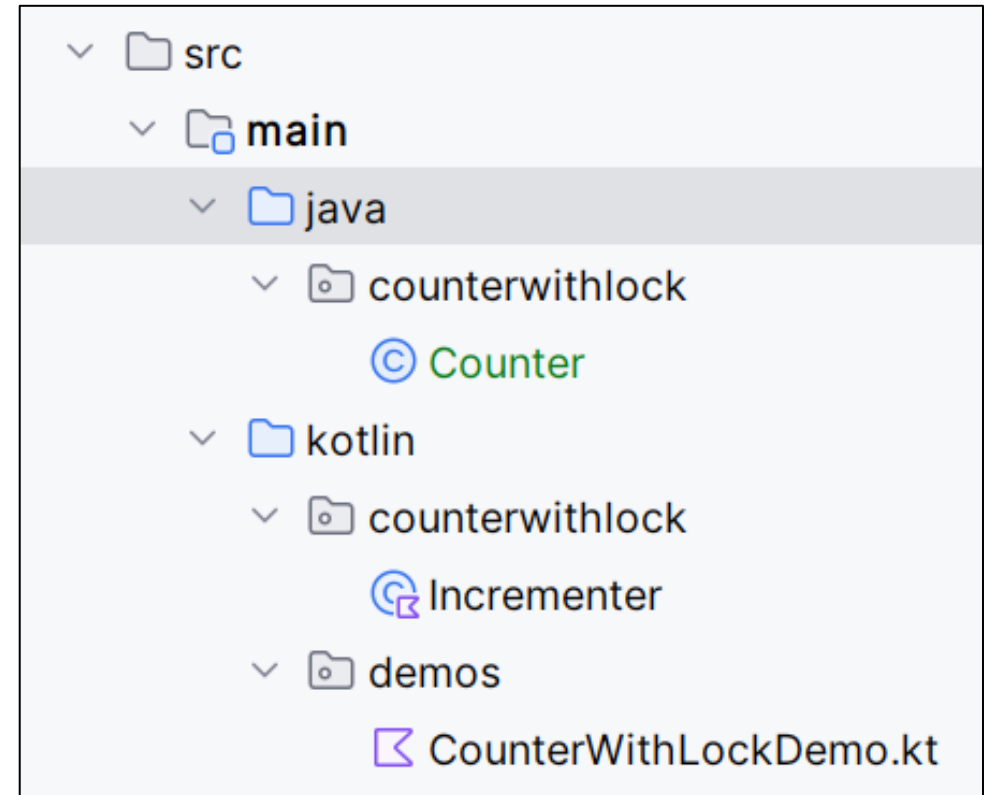 src
main
java
counterwithlock
Counter
kotlin
counterwithlock
Incrementer
demos
CounterWithLockDemo.kt